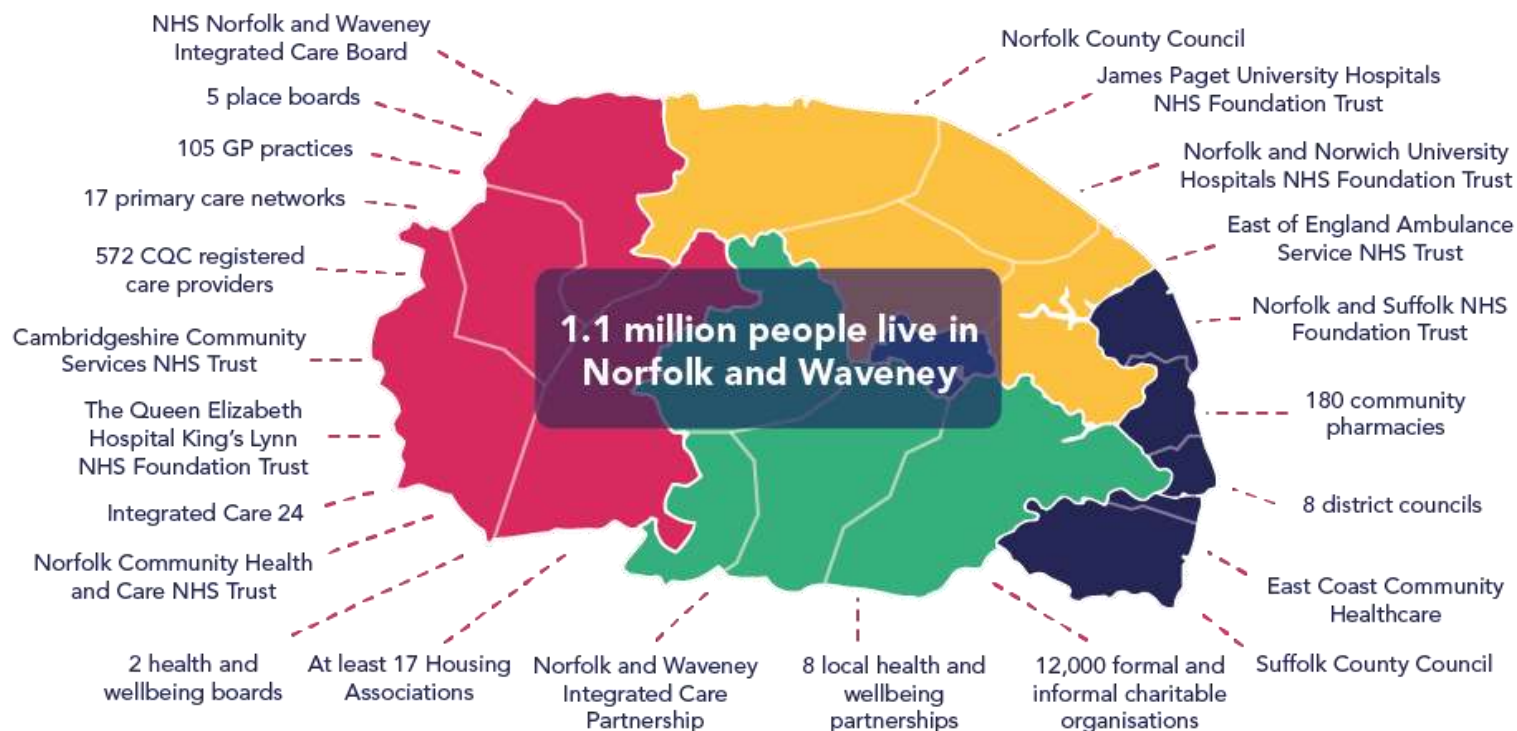 NHS Norfolk and Waveney
Integrated Care Board
5 place boards
105 GP practices
17 primary care networks
572 CQC registered
care providers
Cambridgeshire Community
Services NHS Trust
The Queen Elizabeth
Hospital King's Lynn
NHS Foundation Trust
Integrated Care 24
Norfolk Community Health
and Care NHS Trust
2 health and
wellbeing boards
At least 17 Housing
Associations
Norfolk and Waveney
Integrated Care
Partnership
8 local health and
wellbeing
partnerships
12,000 formal and
informal charitable
organisations
1.1 million people live in
Norfolk and Waveney
Norfolk County Council
James Paget University Hospitals
NHS Foundation Trust
Norfolk and Norwich University
Hospitals NHS Foundation Trust
East of England Ambulance
Service NHS Trust
Norfolk and Suffolk NHS
Foundation Trust
180 community
pharmacies
8 district councils
East Coast Community
Healthcare
Suffolk County Council